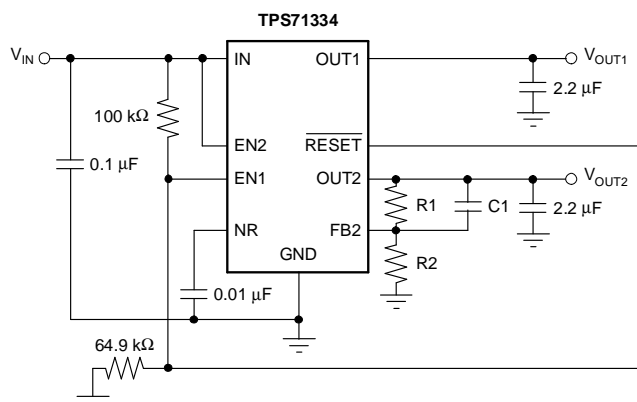 TPS71334
VIN
IN
OUT1
VOUT1
100 kΩ
2.2 μF
EN2
RESET
0.1 μF
EN1
OUT2
VOUT2
R1
C1
2.2 μF
NR
FB2
GND
R2
0.01 μF
64.9 kΩ